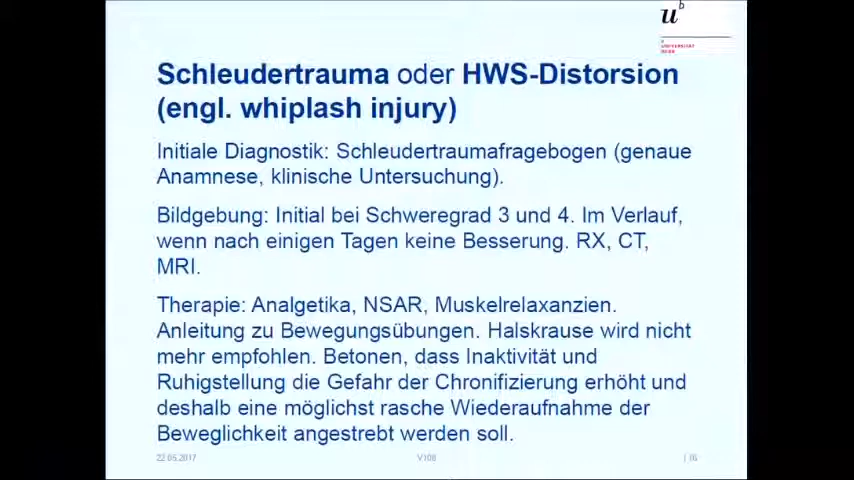 u
b
UNIVERSITÄT
BERN
Schleudertrauma oder HWS-Distorsion
(engl. whiplash injury)
Initiale Diagnostik: Schleudertraumafragebogen (genaue
Anamnese, klinische Untersuchung).
Bildgebung: Initial bei Schweregrad 3 und 4. Im Verlauf,
wenn nach einigen Tagen keine Besserung. RX, CT,
MRI.
Therapie: Analgetika, NSAR, Muskelrelaxanzien.
Anleitung zu Bewegungsübungen. Halskrause wird nicht
mehr empfohlen. Betonen, dass Inaktivität und
Ruhigstellung die Gefahr der Chronifizierung erhöht und
deshalb eine möglichst rasche Wiederaufnahme der
Beweglichkeit angestrebt werden soll.
22.05.2017